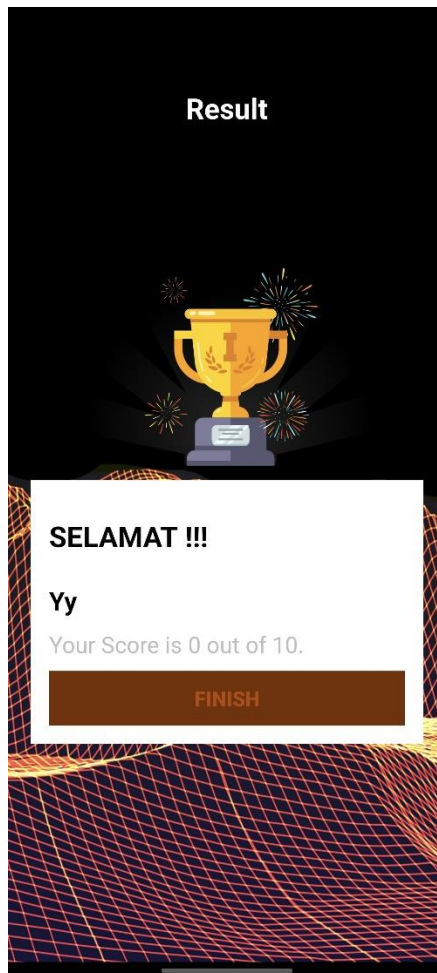 Result
I
SELAMAT !!!
Yy
Your Score is 0 out of 10.
FINISH